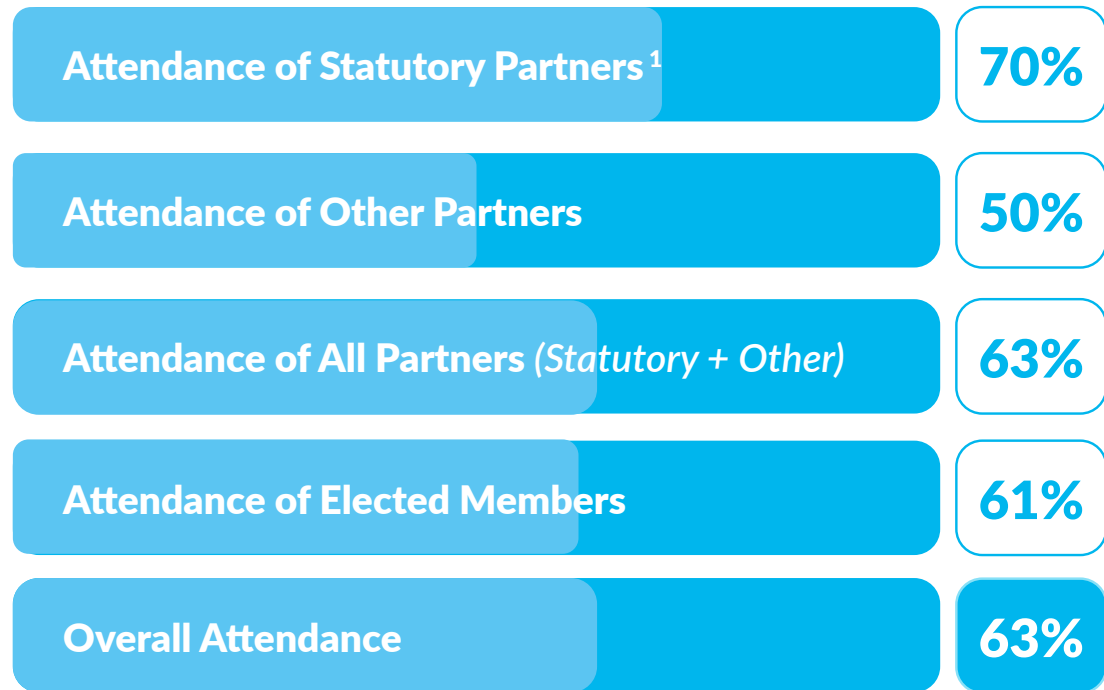 Attendance of Statutory Partners ¹ 70%
Attendance of Other Partners 50%
Attendance of All Partners (Statutory + Other) 63%
Attendance of Elected Members 61%
Overall Attendance 63%